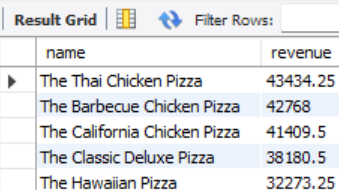 Result Grid Filter Rows:
name revenue
The Thai Chicken Pizza 43434.25
The Barbecue Chicken Pizza 42768
The California Chicken Pizza 41409.5
The Classic Deluxe Pizza 38180.5
The Hawaiian Pizza 32273.25